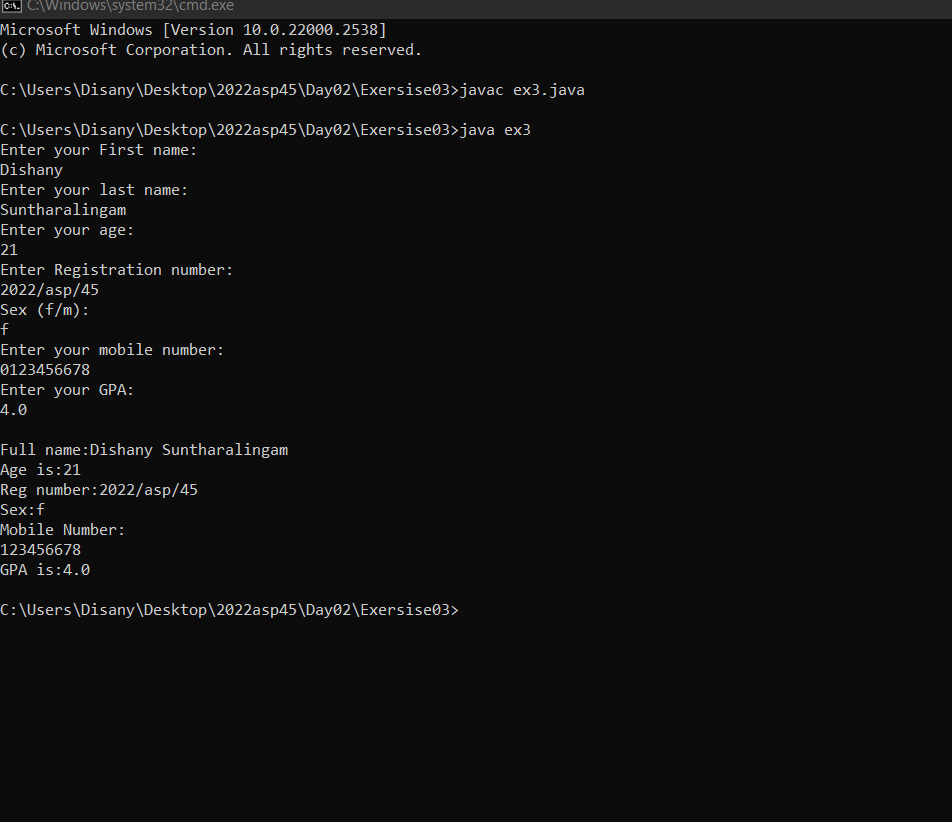 C:\Windows\system32\cmd.exe
Microsoft Windows [Version 10.0.22000.2538]
(c) Microsoft Corporation. All rights reserved.
C:\Users\Disany\Desktop\2022asp45\Day02\Exersise03>javac ex3.java
C:\Users\Disany\Desktop\2022asp45\Day02\Exersise03>java ex3
Enter your First name:
Dishany
Enter your last name:
Suntharalingam
Enter your age:
21
Enter Registration number:
2022/asp/45
Sex (f/m):
f
Enter your mobile number:
0123456678
Enter your GPA:
4.0
Full name:Dishany Suntharalingam
Age is:21
Reg number:2022/asp/45
Sex:f
Mobile Number:
123456678
GPA is:4.0
C:\Users\Disany\Desktop\2022asp45\Day02\Exersise03>